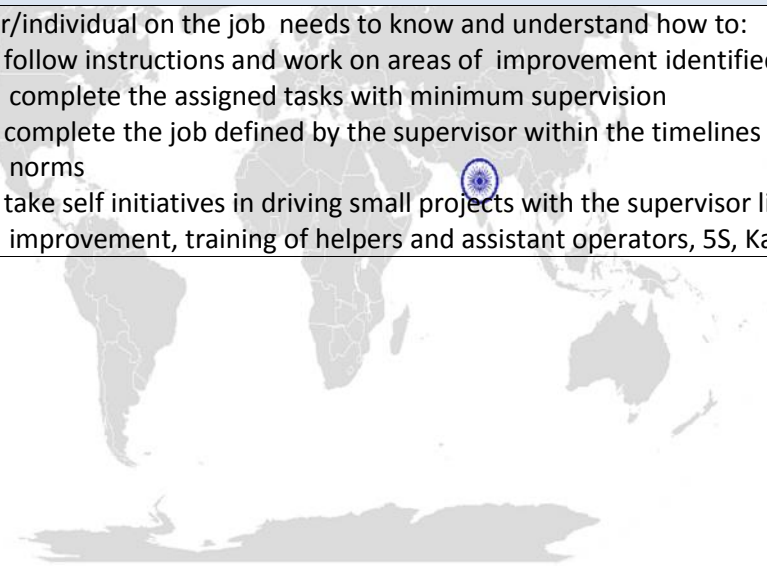 r/individual on the job needs to know and understand how to:
follow instructions and work on areas of improvement identified
complete the assigned tasks with minimum supervision
complete the job defined by the supervisor within the timelines
norms
take self initiatives in driving small projects with the supervisor li
improvement, training of helpers and assistant operators, 5S, Ka